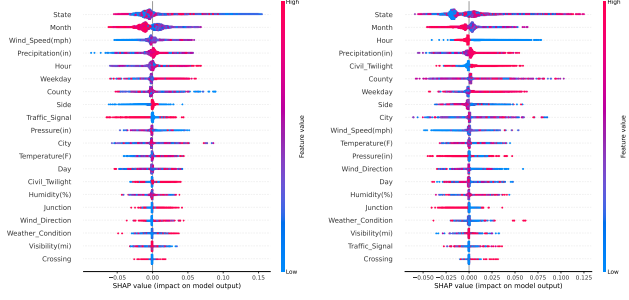 High
State
Month
Wind_Speed(mph)
Precipitation(in)
Hour
Weekday
County
Side
Traffic_Signal
Pressure(in)
City
Temperature(F)
Day
Civil_Twilight
Humidity(%)
Junction
Wind_Direction
Weather_Condition
Visibility(mi)
Crossing
Low
Feature value
−0.05 0.00 0.05 0.10 0.15
SHAP value (impact on model output)
High
State
Month
Hour
Precipitation(in)
Civil_Twilight
County
Weekday
Side
City
Wind_Speed(mph)
Temperature(F)
Pressure(in)
Wind_Direction
Day
Humidity(%)
Junction
Weather_Condition
Visibility(mi)
Traffic_Signal
Crossing
Low
Feature value
−0.050 −0.025 0.000 0.025 0.050 0.075 0.100 0.125
SHAP value (impact on model output)